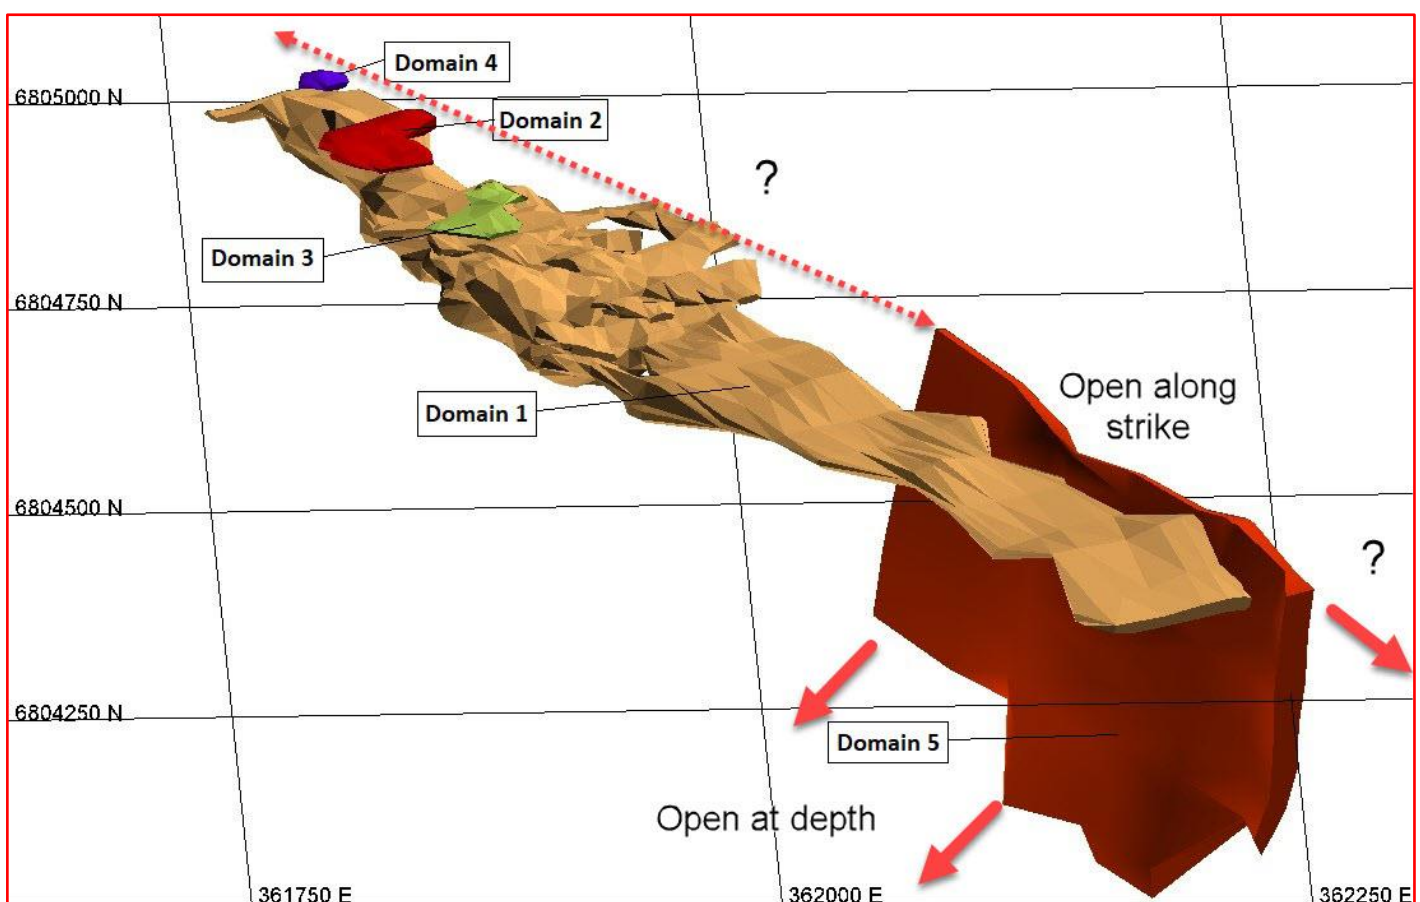 Domain 4
6805000 N
Domain 2
?
Domain 3
6804750 N
Open along
strike
Domain 1
6804500 N
?
6804250 N
Domain 5
Open at depth
361750 E
362000 E
362250 E